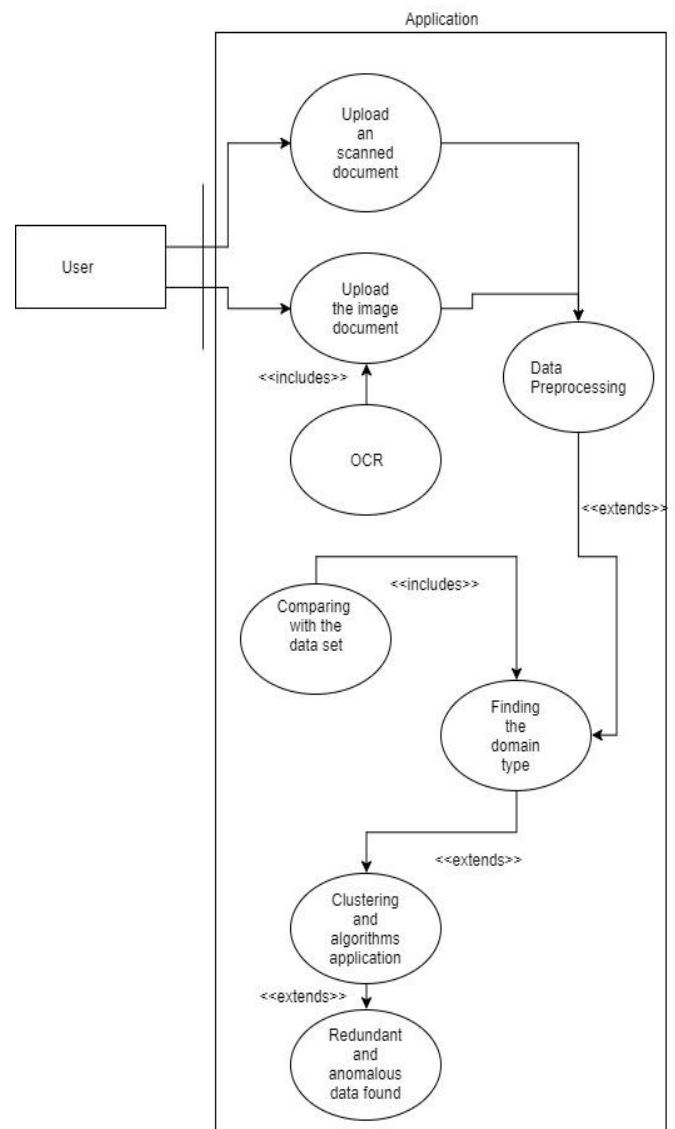 Application
Upload
an
scanned
document
User
Upload
the image
document
<<includes>>
Data
Preprocessing
OCR
<<extends>>
<<includes>>
Comparing
with the
data set
Finding
the
domain
type
<<extends>>
Clustering
and
algorithms
application
<<extends>>
Redundant
and
anomalous
data found